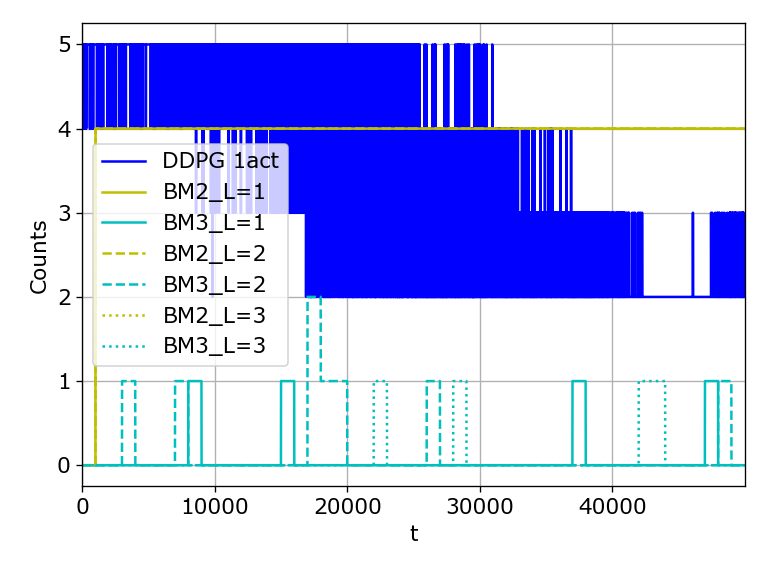 5
4
3
2
1
0
Counts
DDPG 1act
BM2_L=1
BM3_L=1
BM2_L=2
BM3_L=2
BM2_L=3
BM3_L=3
0 10000 20000 30000 40000
t